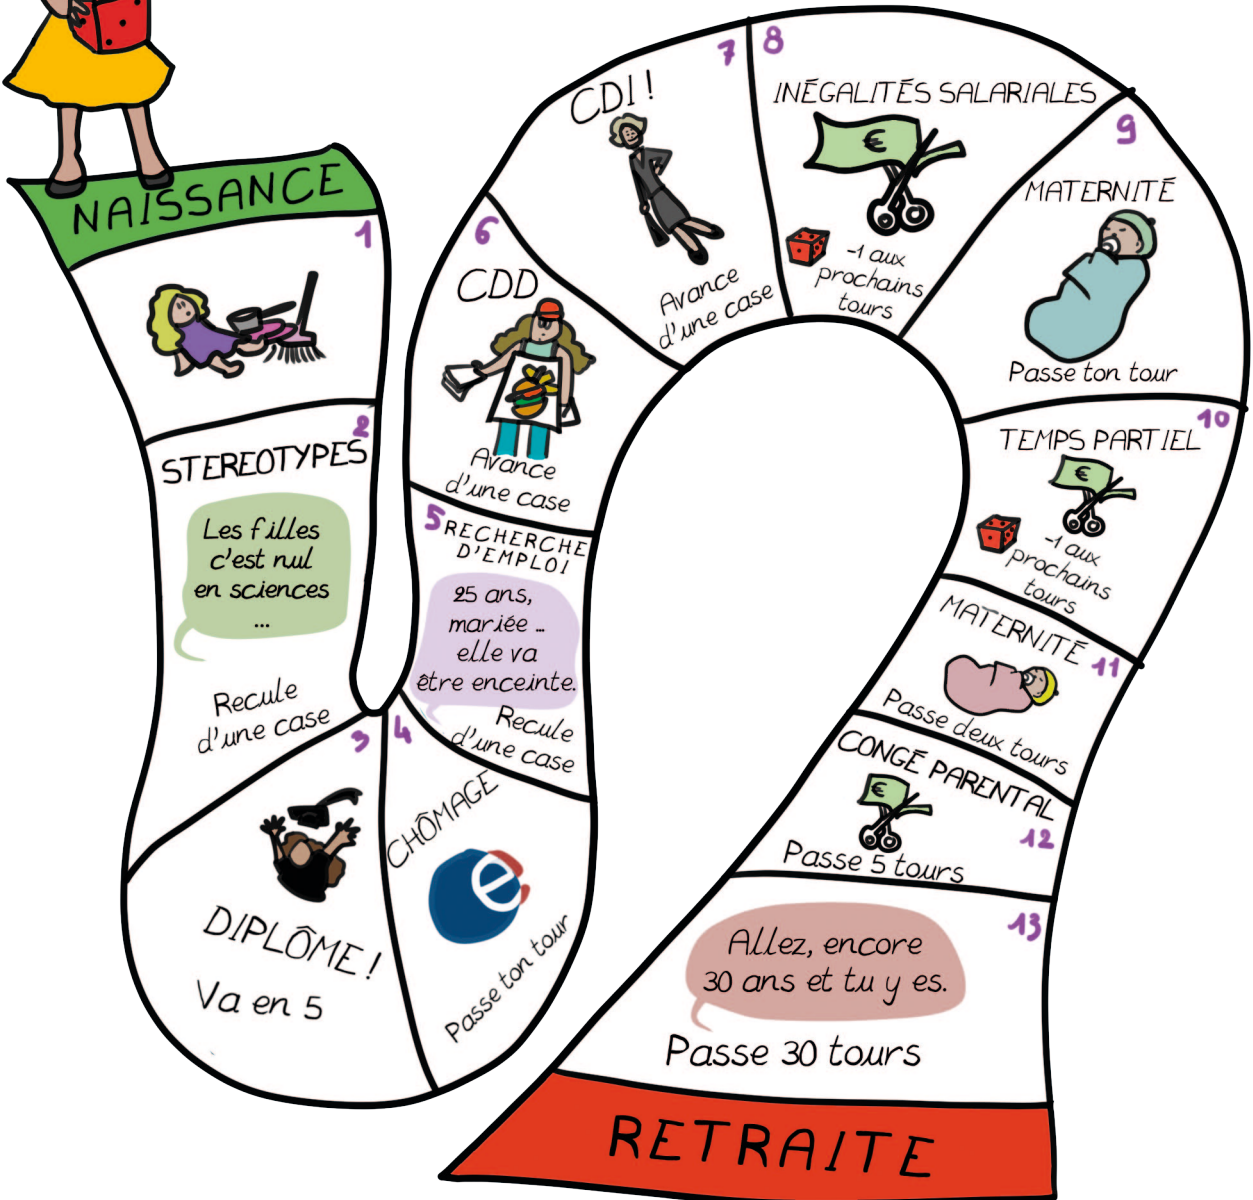 NAISSANCE
1
2
STEREOTYPES
Les filles
c'est nul
en sciences
...
Recule
d'une case
3
DIPLÔME !
Va en 5
4
CHÔMAGE
e
Passe ton tour
5
RECHERCHE
D'EMPLOI
25 ans,
mariée ...
elle va
être enceinte.
Recule
d'une case
6
CDD
Avance
d'une case
7
CDI !
Avance
d'une case
8
INÉGALITÉS SALARIALES
€
-1 aux
prochains
tours
9
MATERNITÉ
Passe ton tour
10
TEMPS PARTIEL
€
-1 aux
prochains
tours
MATERNITÉ
11
Passe deux tours
CONGÉ PARENTAL
€
12
Passe 5 tours
13
Allez, encore
30 ans et tu y es.
Passe 30 tours
RETRAITE